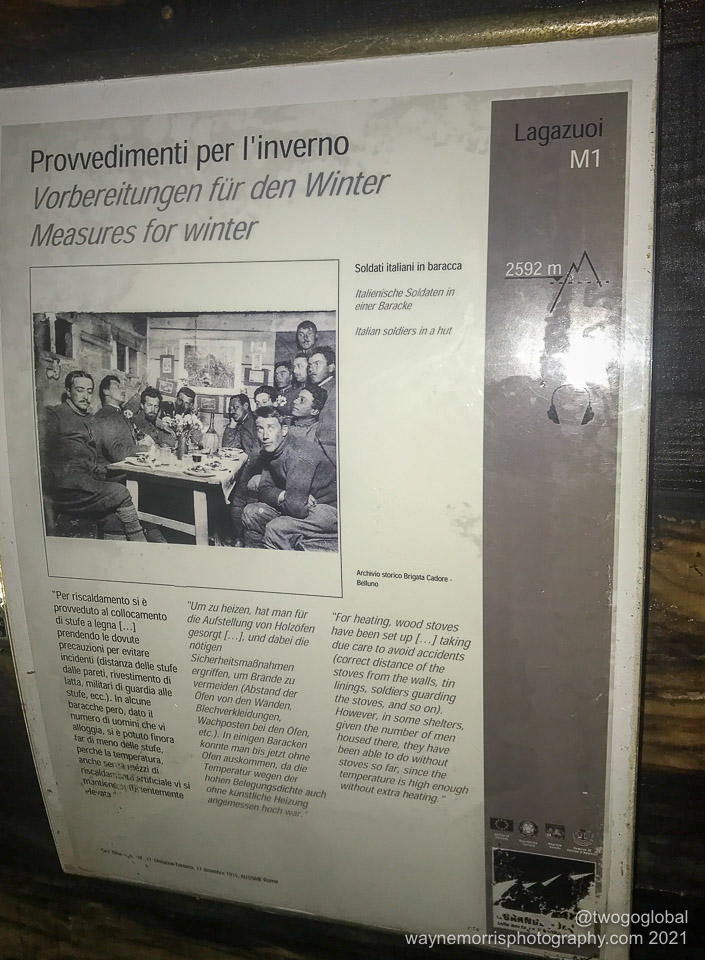 Lagazuoi
M1
2592 m
Provvedimenti per l'inverno
Vorbereitungen für den Winter
Measures for winter
Soldati italiani in baracca
Italienische Soldaten in
einer Baracke
Italian soldiers in a hut
Archivio storico Brigata Cadore -
Belluno
"Per riscaldamento si è
provveduto al collocamento
di stufe a legna [...]
prendendo le dovute
precauzioni per evitare
incidenti (distanza delle stufe
dalle pareti, rivestimento di
latta, militari di guardia alle
stufe, ecc.). In alcune
baracche però, dato il
numero di uomini che vi
alloggia, si è potuto finora
far di meno delle stufe,
perché la temperatura,
anche senza mezzi di
riscaldamento artificiale vi si
mantiene sufficientemente
elevata."
"Um zu heizen, hat man für
die Aufstellung von Holzöfen
gesorgt [...], und dabei die
nötigen
Sicherheitsmaßnahmen
ergriffen, um Brände zu
vermeiden (Abstand der
Öfen von den Wänden,
Blechverkleidungen,
Wachposten bei den Öfen,
etc.). In einigen Baracken
konnte man bis jetzt ohne
Öfen auskommen, da die
Temperatur wegen der
hohen Belegungsdichte auch
ohne künstliche Heizung
angemessen hoch war."
"For heating, wood stoves
have been set up [...] taking
due care to avoid accidents
(correct distance of the
stoves from the walls, tin
linings, soldiers guarding
the stoves, and so on).
However, in some shelters,
given the number of men
housed there, they have
been able to do without
stoves so far, since the
temperature is high enough
without extra heating."
17 dicembre 1915, AUSSME Roma
@twogoglobal
waynemorrisphotography.com 2021